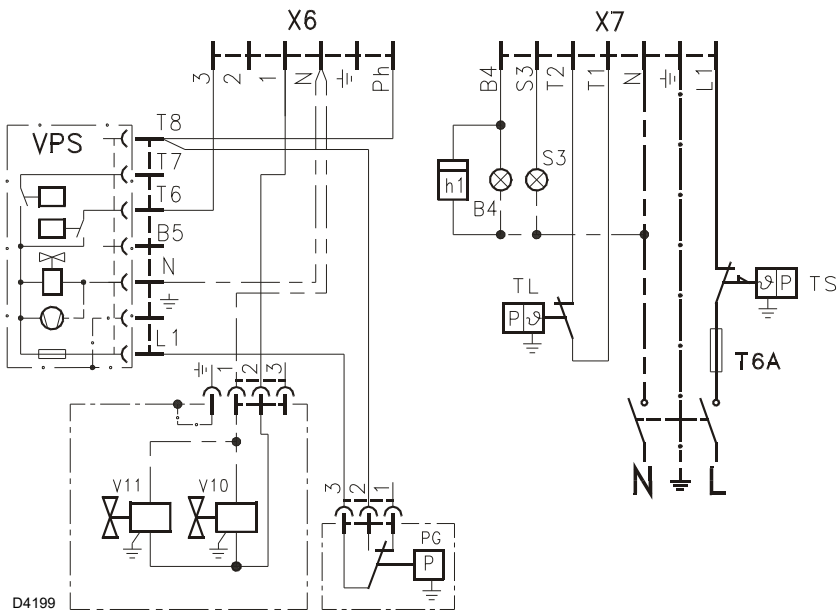 X6
X7
3
2
1
N
Ph
B4
S3
T2
T1
N
L1
VPS
T8
T7
T6
B5
N
L1
h1
B4
S3
TL
P ϑ
ϑ P
TS
T6A
1
2
3
N
L
V11
V10
3
2
1
PG
P
D4199